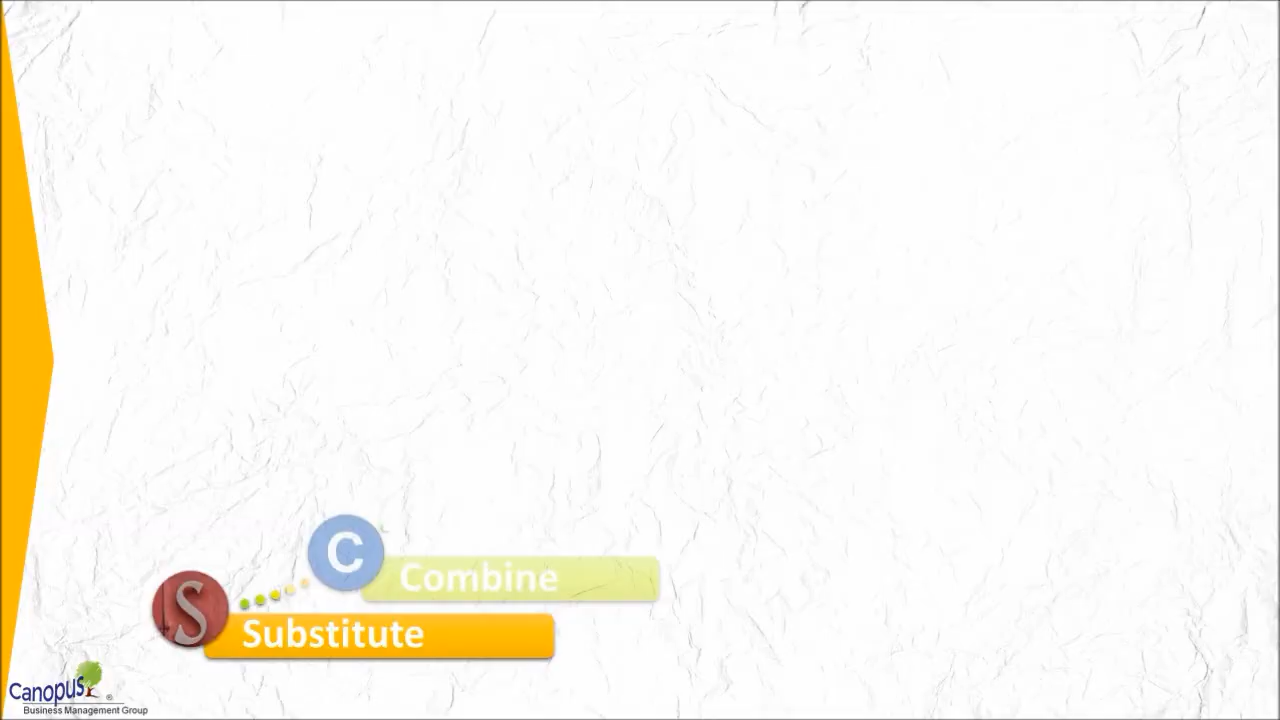 C
Combine
S
Substitute
Canopus ®
Business Management Group